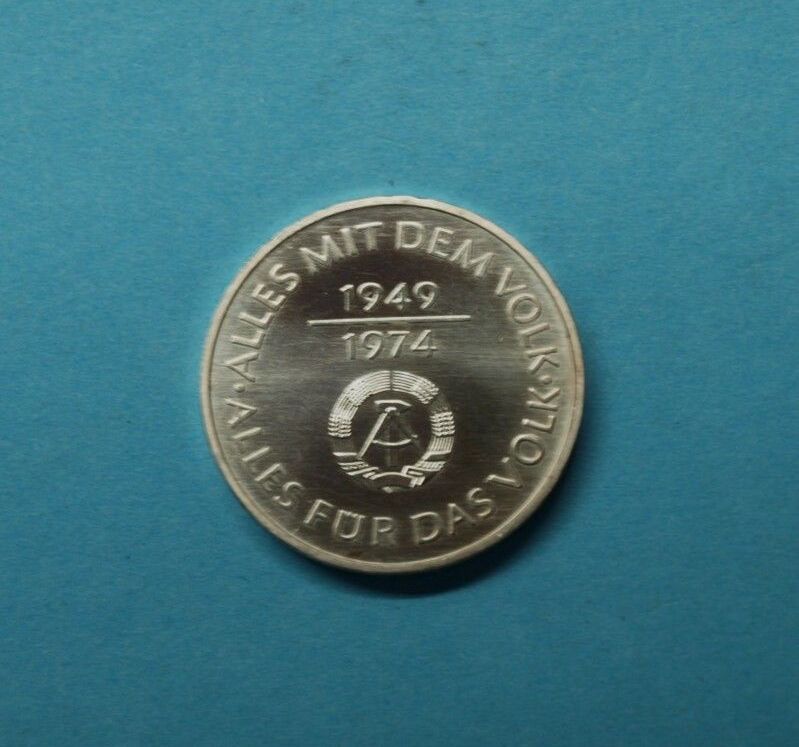 ALLES MIT DEM VOLK ·
ALLES FÜR DAS VOLK ·
1949
1974